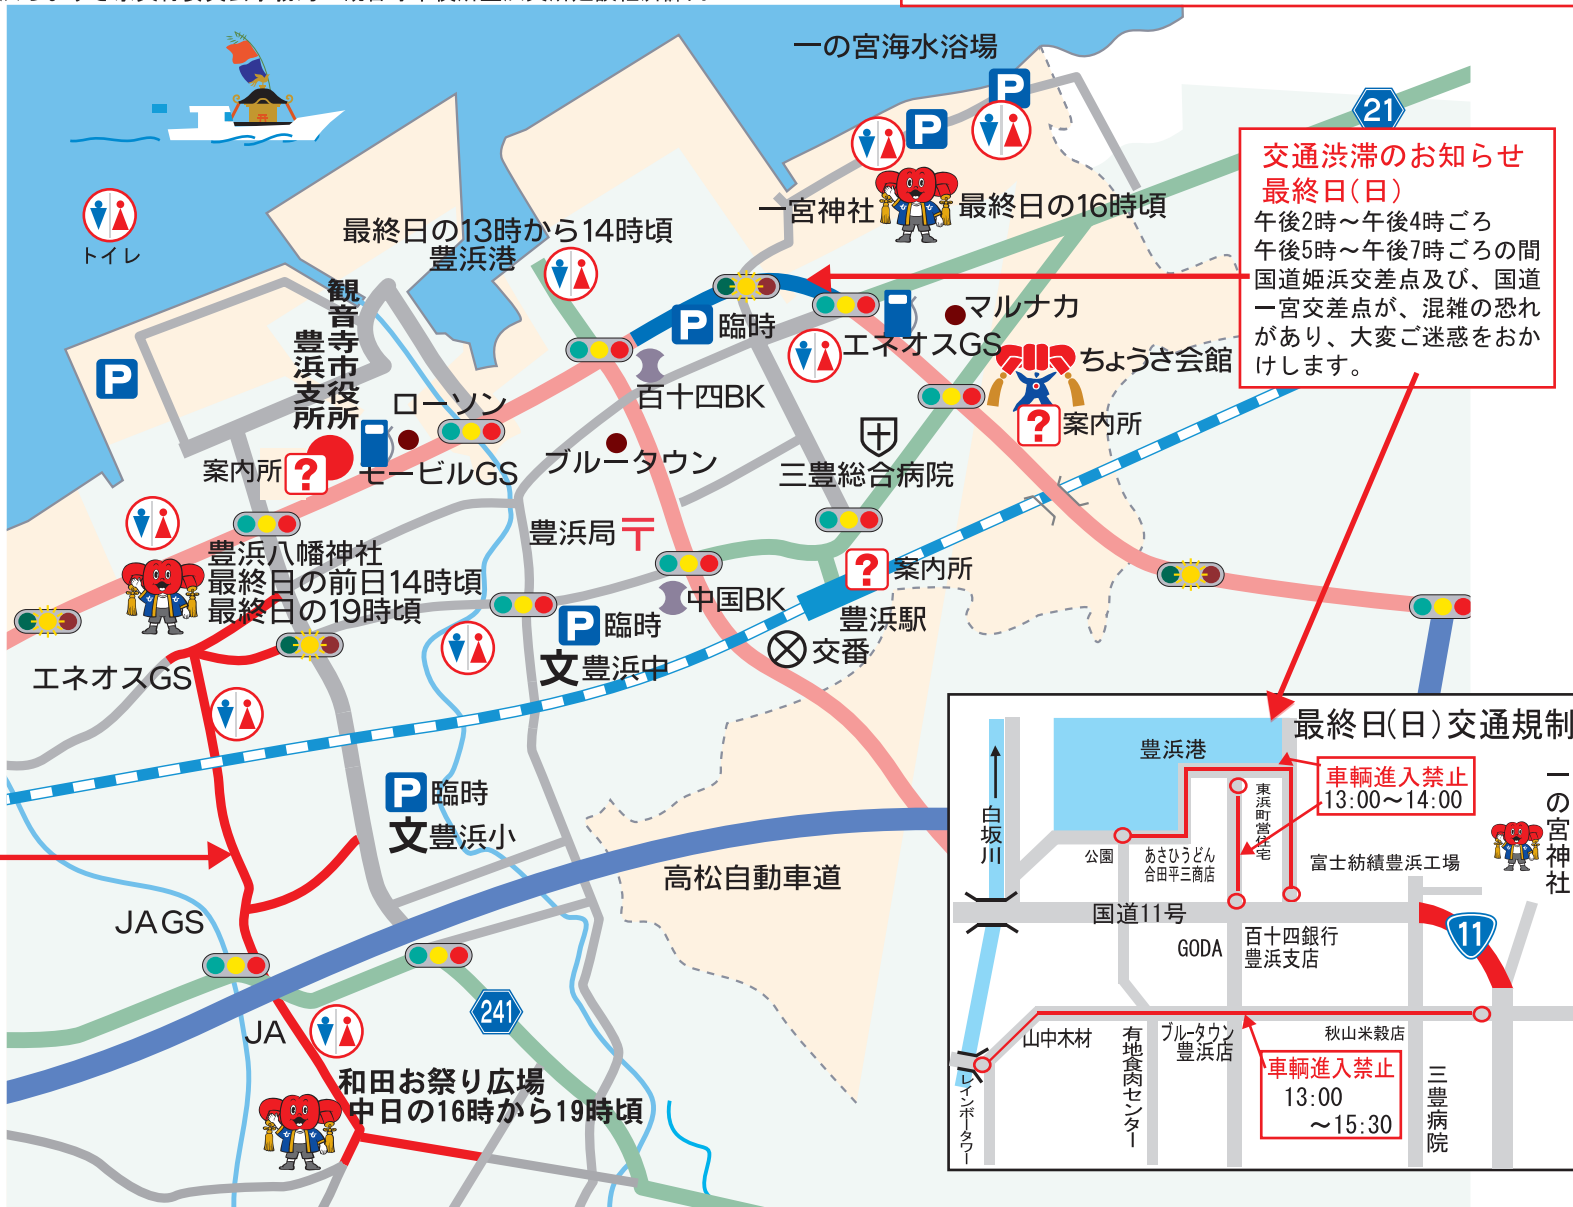 一の宮海水浴場
21
交通渋滞のお知らせ
最終日(日)
午後2時～午後4時ごろ
午後5時～午後7時ごろの間
国道姫浜交差点及び、国道
一宮交差点が、混雑の恐れ
があり、大変ご迷惑をおか
けします。
トイレ
最終日の13時から14時頃
豊浜港
一宮神社
最終日の16時頃
観音寺市役所
豊浜支所
P
P
P
P
臨時
マルナカ
エネオスGS
ちょうさ会館
?
案内所
百十四BK
ローソン
モービルGS
案内所
?
ブルータウン
三豊総合病院
豊浜局
〒
?
案内所
豊浜八幡神社
最終日の前日14時頃
最終日の19時頃
中国BK
豊浜駅
P
臨時
文豊浜中
交番
エネオスGS
P
臨時
文豊浜小
高松自動車道
JA GS
241
JA
和田お祭り広場
中日の16時から19時頃
最終日(日)交通規制
豊浜港
車輌進入禁止
13:00～14:00
白坂川
東浜町営住宅
一の宮神社
公園
あさひうどん
合田平三商店
富士紡績豊浜工場
国道11号
11
GODA
百十四銀行
豊浜支店
山中木材
有地食肉センター
ブルータウン
豊浜店
秋山米穀店
車輌進入禁止
13:00
～15:30
三豊病院
レインボータワー